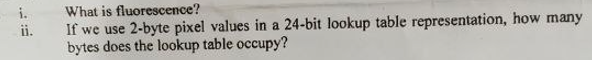 i. What is fluorescence?
ii. If we use 2-byte pixel values in a 24-bit lookup table representation, how many
bytes does the lookup table occupy?